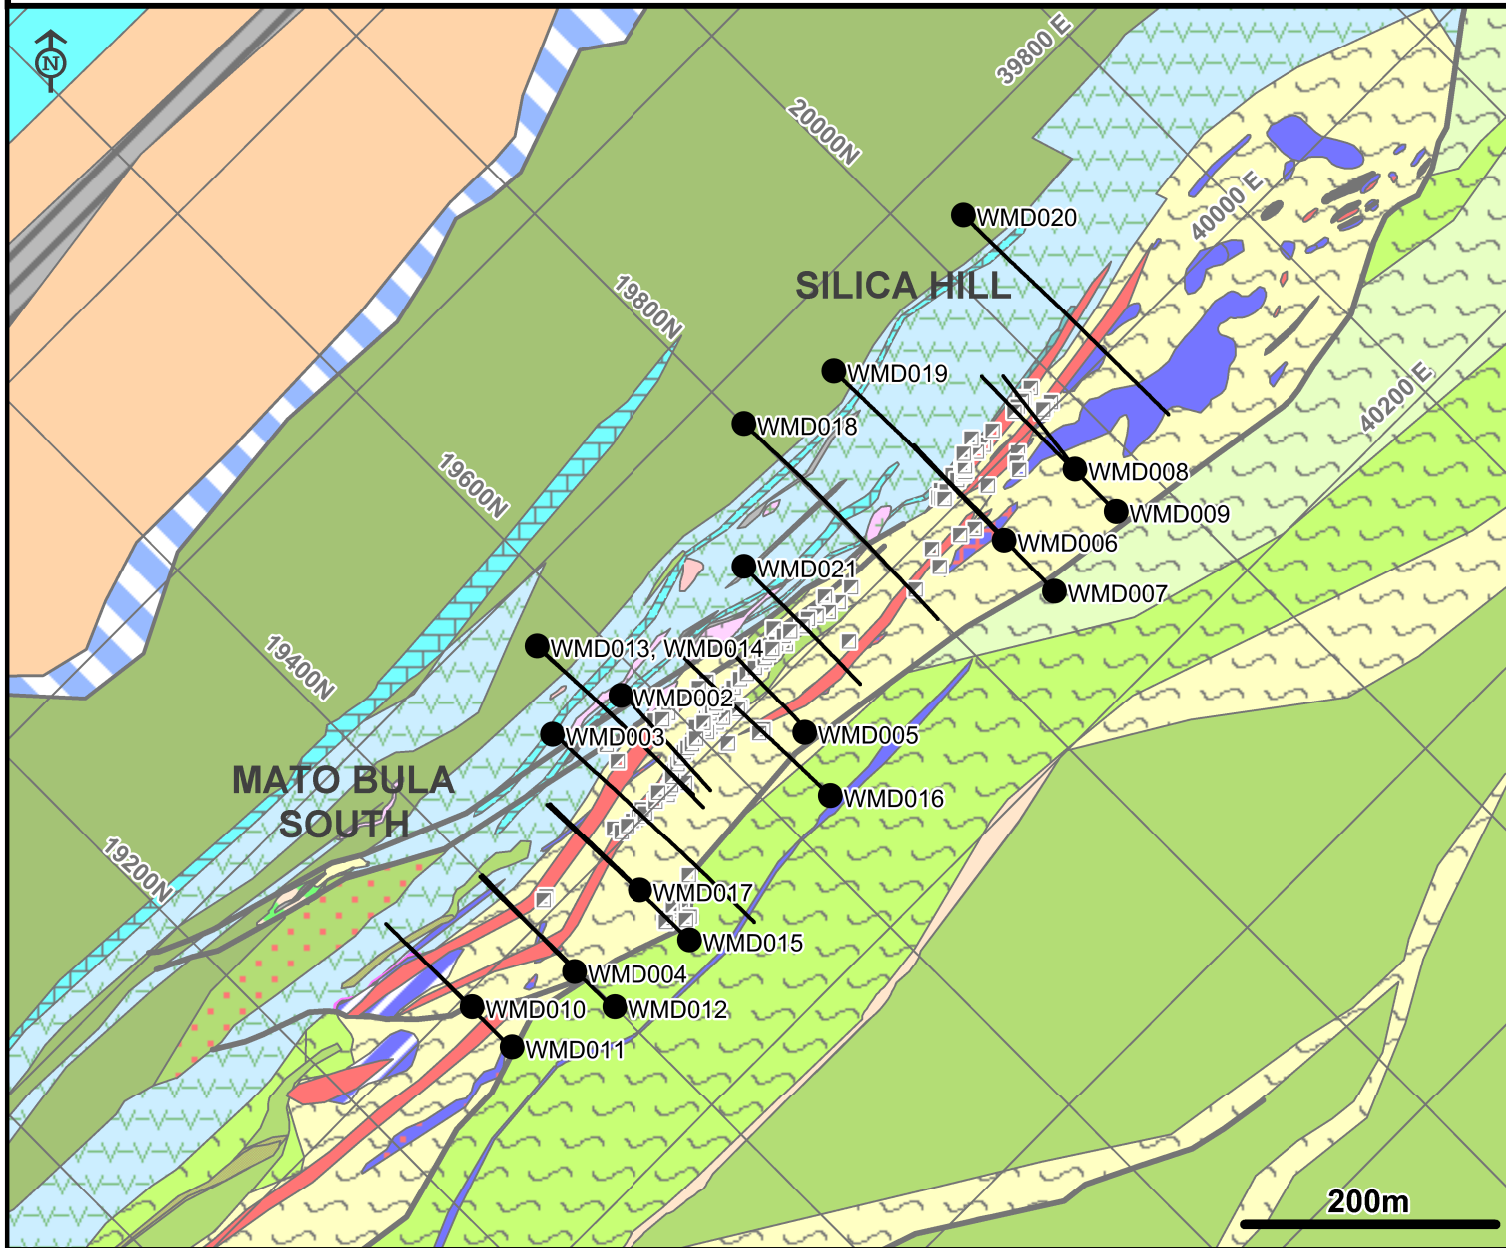 N
39800 E
20000N
40000 E
WMD020
SILICA HILL
19800N
WMD019
40200 E
WMD018
19600N
WMD008
WMD009
WMD006
WMD021
WMD007
19400N
WMD013, WMD014
WMD002
WMD003
WMD005
MATO BULA
SOUTH
WMD016
19200N
WMD017
WMD015
WMD004
WMD010
WMD012
WMD011
200m